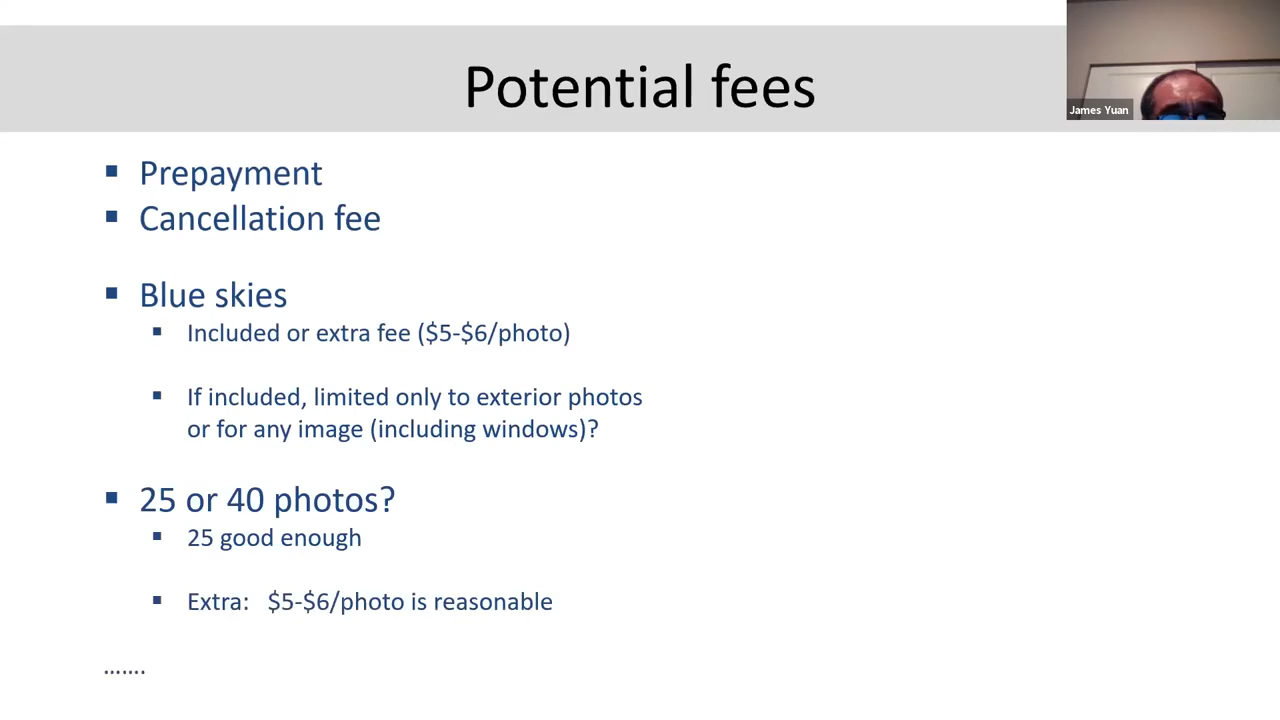 Potential fees
James Yuan
▪ Prepayment
▪ Cancellation fee
▪ Blue skies
▪ Included or extra fee ($5-$6/photo)
▪ If included, limited only to exterior photos
or for any image (including windows)?
▪ 25 or 40 photos?
▪ 25 good enough
▪ Extra: $5-$6/photo is reasonable
.......